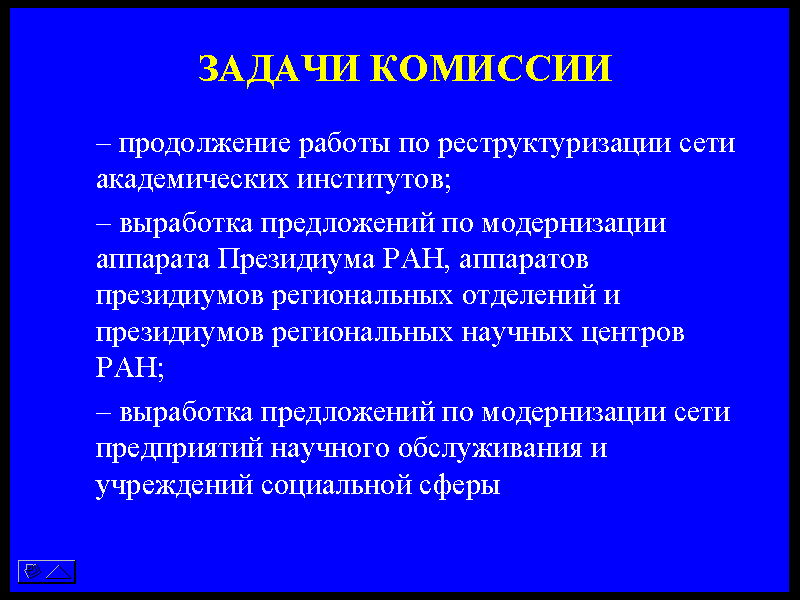 ЗАДАЧИ КОМИССИИ
– продолжение работы по реструктуризации сети
академических институтов;
– выработка предложений по модернизации
аппарата Президиума РАН, аппаратов
президиумов региональных отделений и
президиумов региональных научных центров
РАН;
– выработка предложений по модернизации сети
предприятий научного обслуживания и
учреждений социальной сферы